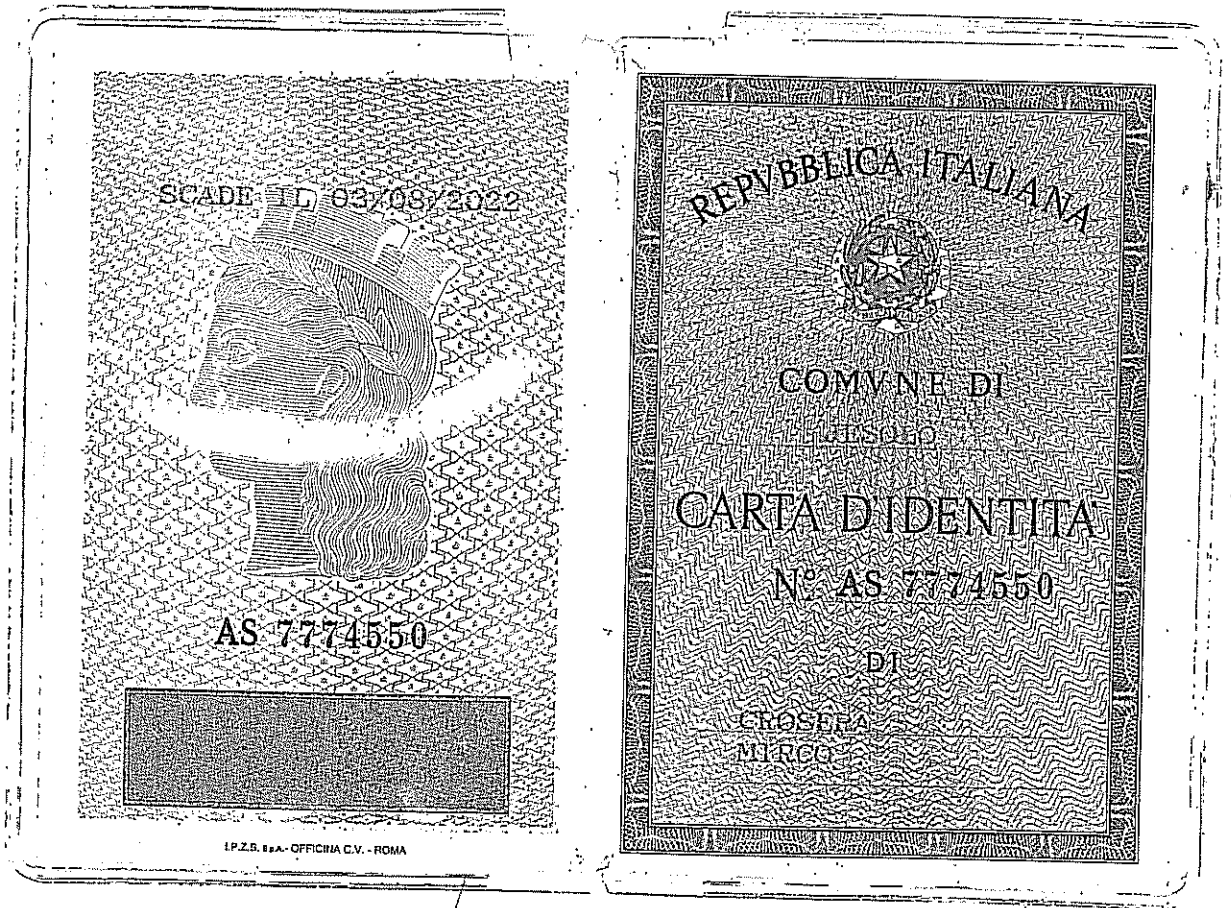 SCADE IL 03/08/2022
AS 7774550
I.P.Z.S. S.p.A. - OFFICINA C.V. - ROMA
REPVBBLICA ITALIANA
COMVNE DI
JESOLO
CARTA D'IDENTITA'
N° AS 7774550
DI
CROSERA
MIRCO